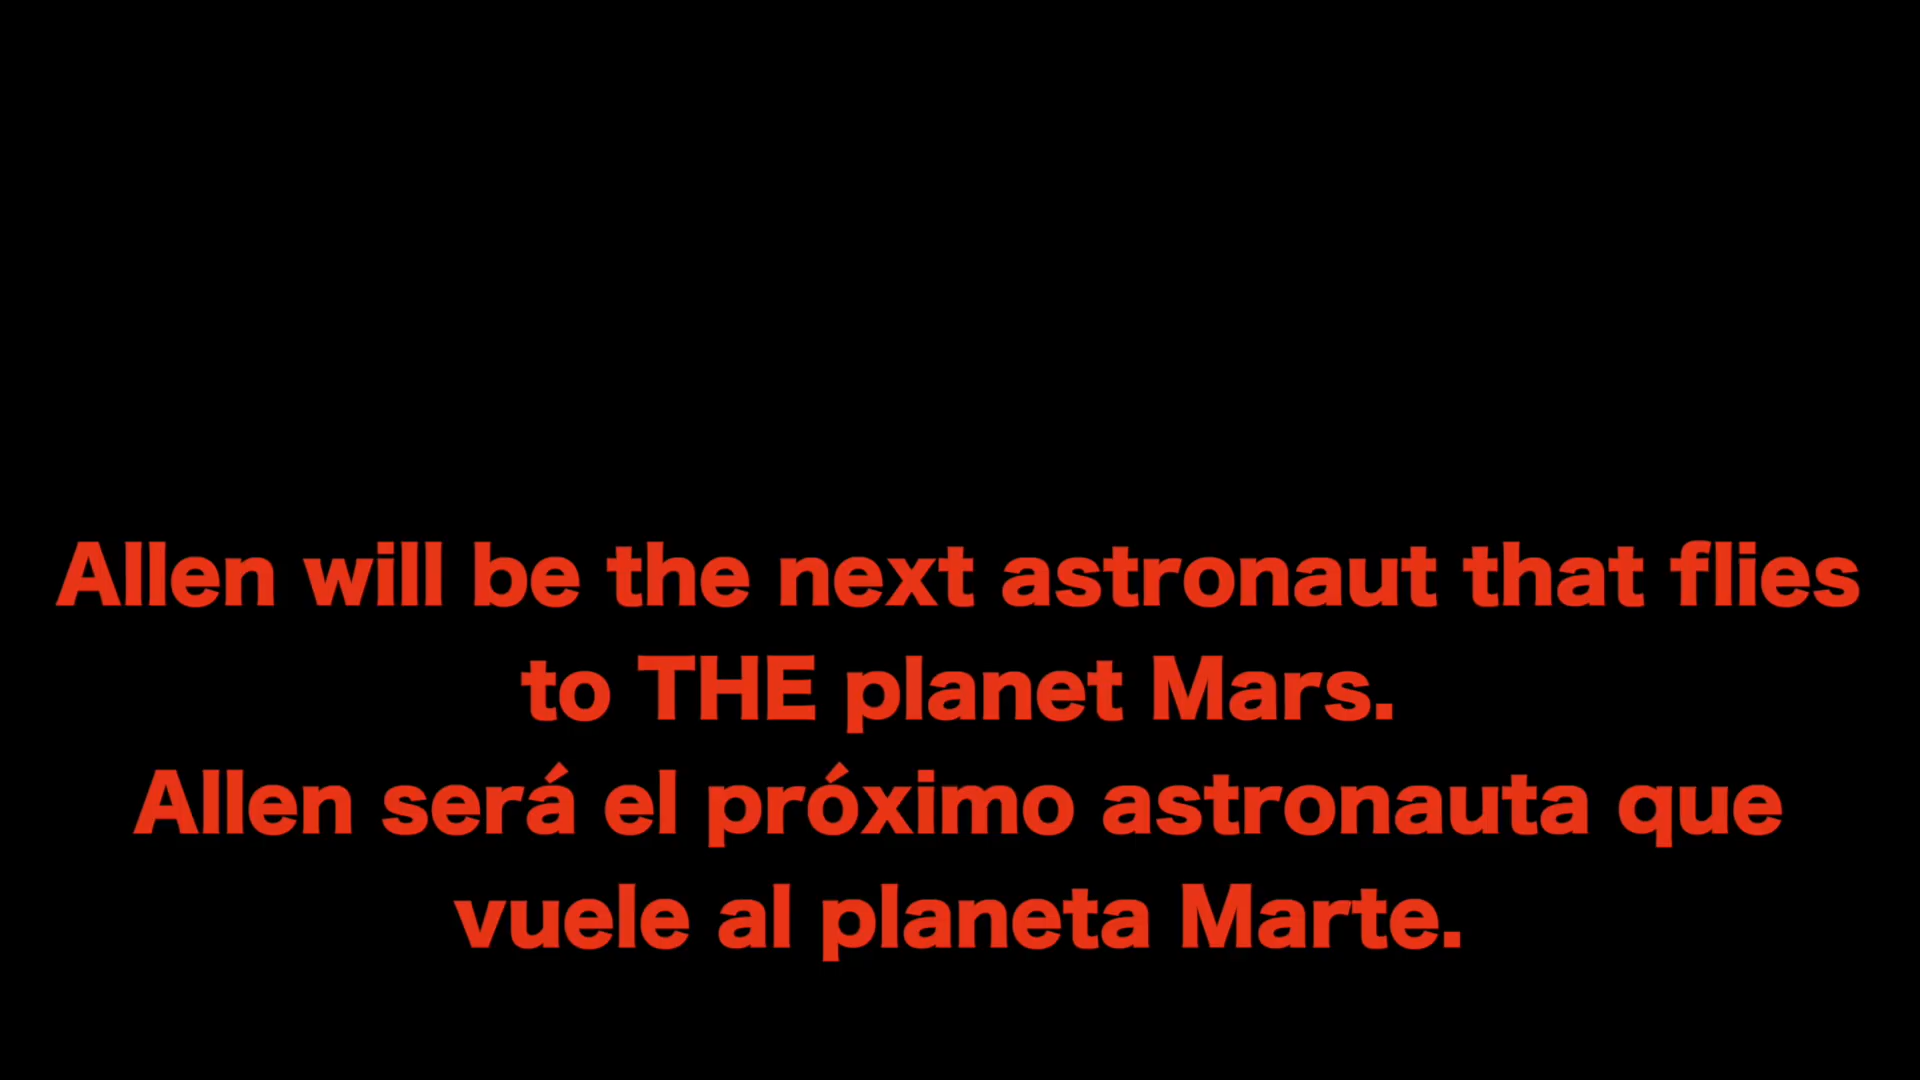 Allen will be the next astronaut that flies
to THE planet Mars.
Allen será el próximo astronauta que
vuele al planeta Marte.